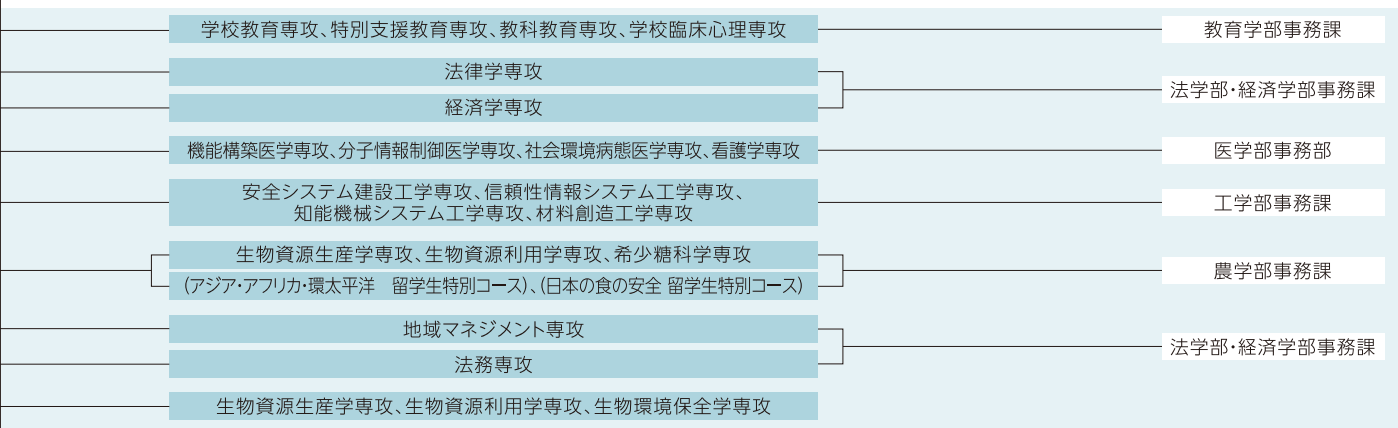 学校教育専攻、特別支援教育専攻、教科教育専攻、学校臨床心理専攻
教育学部事務課
法律学専攻
経済学専攻
法学部・経済学部事務課
機能構築医学専攻、分子情報制御医学専攻、社会環境病態医学専攻、看護学専攻
医学部事務部
安全システム建設工学専攻、信頼性情報システム工学専攻、
知能機械システム工学専攻、材料創造工学専攻
工学部事務課
生物資源生産学専攻、生物資源利用学専攻、希少糖科学専攻
(アジア・アフリカ・環太平洋　留学生特別コース)、(日本の食の安全 留学生特別コース)
農学部事務課
地域マネジメント専攻
法務専攻
法学部・経済学部事務課
生物資源生産学専攻、生物資源利用学専攻、生物環境保全学専攻